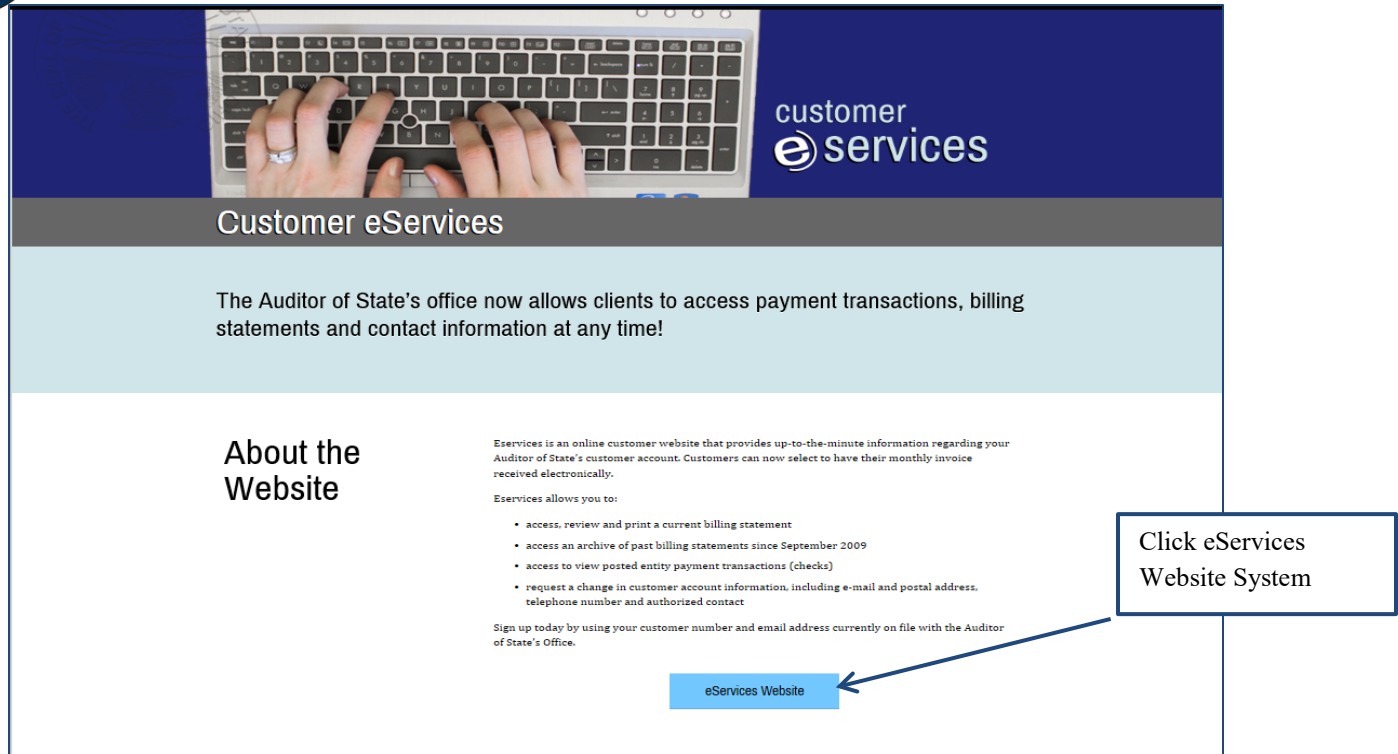 customer
e services
Customer eServices
The Auditor of State’s office now allows clients to access payment transactions, billing
statements and contact information at any time!
About the
Website
Eservices is an online customer website that provides up-to-the-minute information regarding your
Auditor of State’s customer account. Customers can now select to have their monthly invoice
received electronically.
Eservices allows you to:
• access, review and print a current billing statement
• access an archive of past billing statements since September 2009
• access to view posted entity payment transactions (checks)
• request a change in customer account information, including e-mail and postal address,
telephone number and authorized contact
Sign up today by using your customer number and email address currently on file with the Auditor
of State’s Office.
eServices Website
Click eServices
Website System